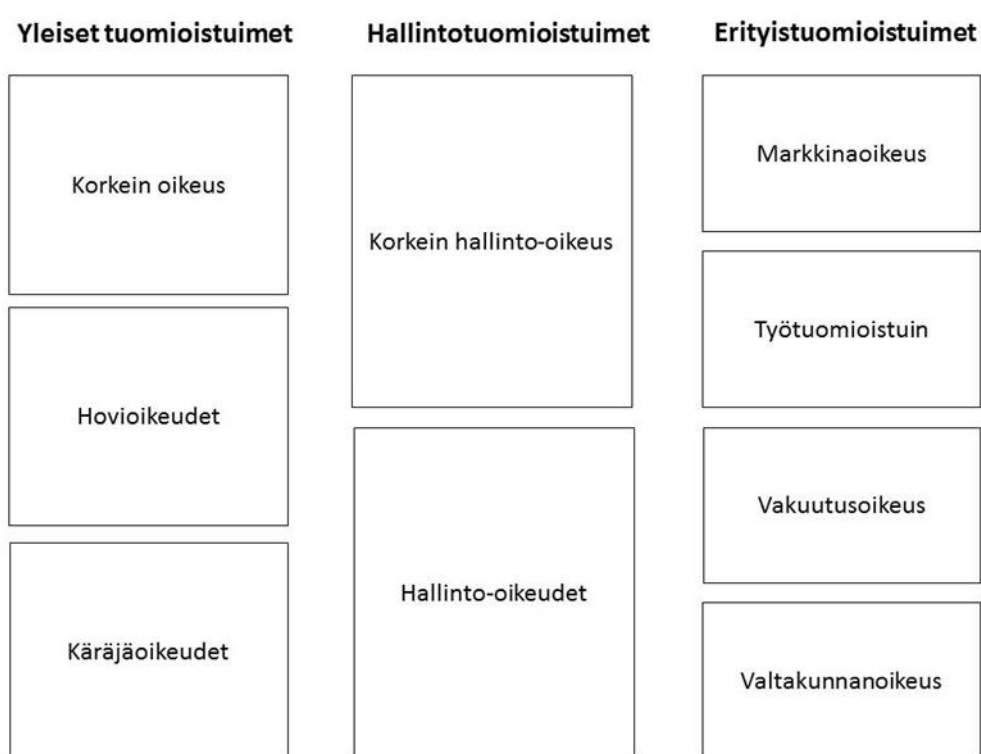 Yleiset tuomioistuimet
Korkein oikeus
Hovioikeudet
Käräjäoikeudet
Hallintotuomioistuimet
Korkein hallinto-oikeus
Hallinto-oikeudet
Erityistuomioistuimet
Markkinaoikeus
Työtuomioistuin
Vakuutusoikeus
Valtakunnanoikeus